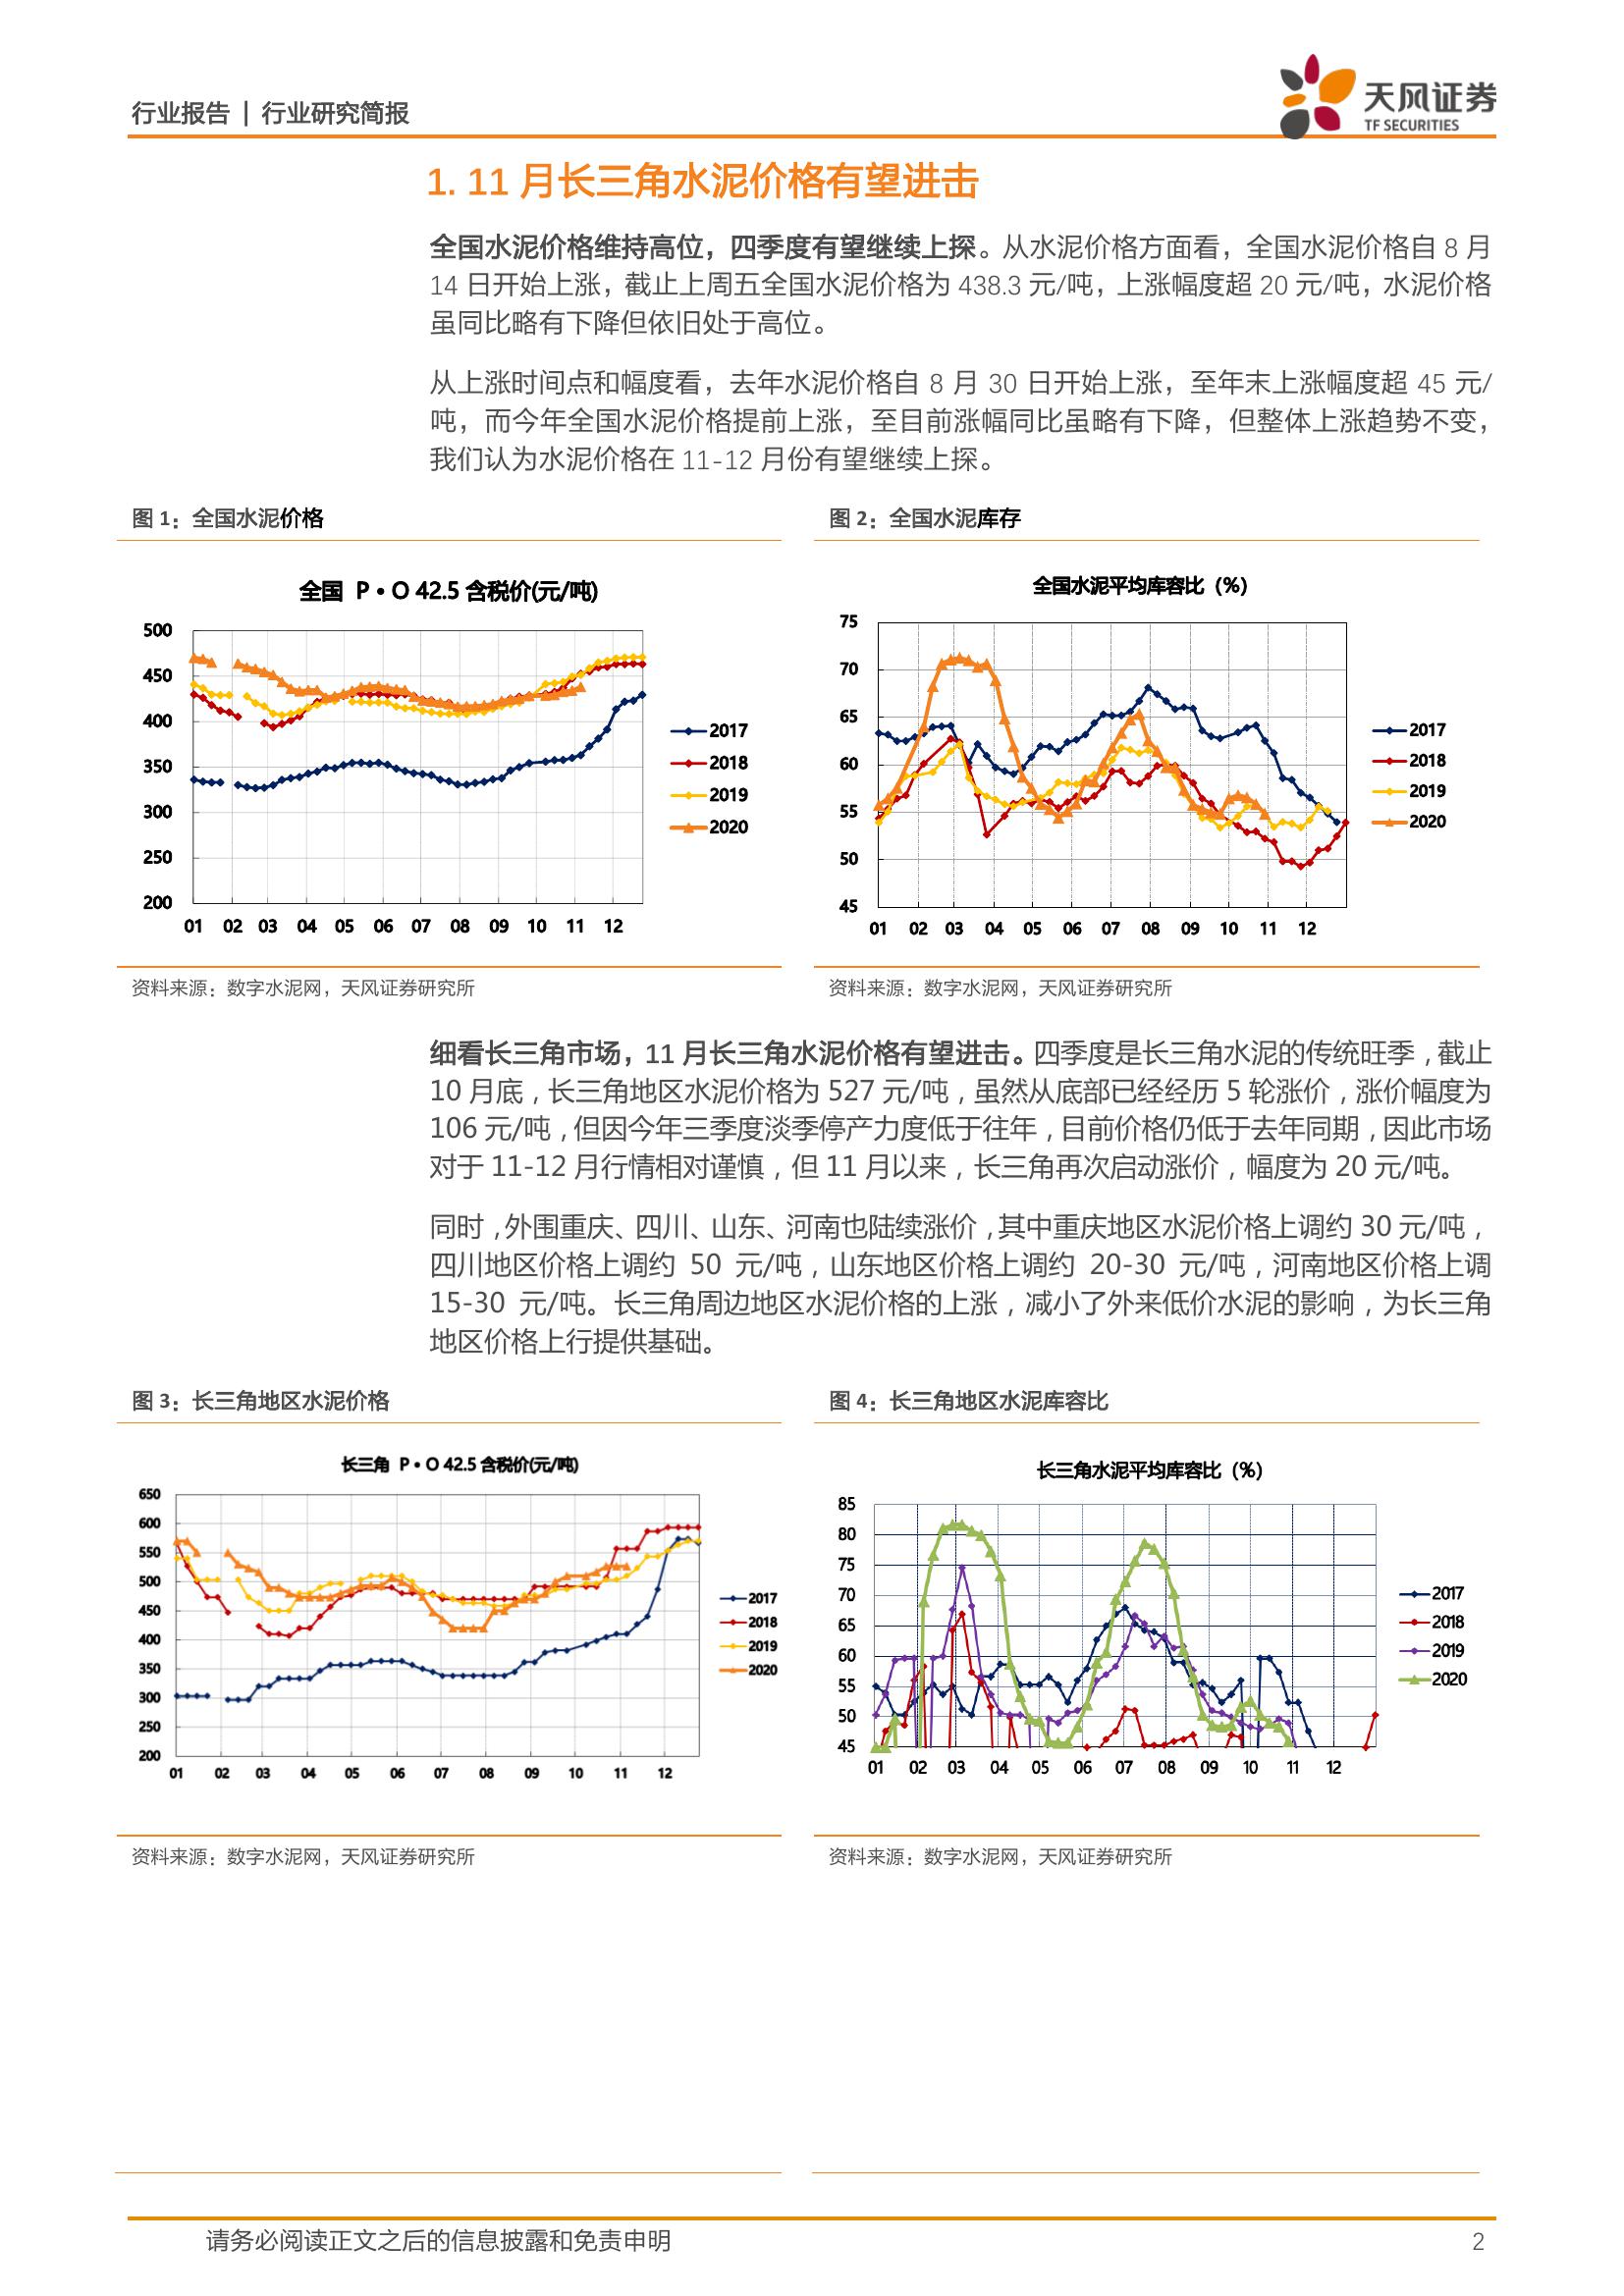 行业报告 | 行业研究简报
天风证券
TF SECURITIES
1. 11 月长三角水泥价格有望进击
全国水泥价格维持高位，四季度有望继续上探。从水泥价格方面看，全国水泥价格自 8 月
14 日开始上涨，截止上周五全国水泥价格为 438.3 元/吨，上涨幅度超 20 元/吨，水泥价格
虽同比略有下降但依旧处于高位。
从上涨时间点和幅度看，去年水泥价格自 8 月 30 日开始上涨，至年末上涨幅度超 45 元/
吨，而今年全国水泥价格提前上涨，至目前涨幅同比虽略有下降，但整体上涨趋势不变，
我们认为水泥价格在 11-12 月份有望继续上探。
图 1：全国水泥价格
全国 P • O 42.5 含税价(元/吨)
500
450
400
350
300
250
200
01 02 03 04 05 06 07 08 09 10 11 12
2017
2018
2019
2020
资料来源：数字水泥网，天风证券研究所
图 2：全国水泥库存
全国水泥平均库容比（%）
75
70
65
60
55
50
45
01 02 03 04 05 06 07 08 09 10 11 12
2017
2018
2019
2020
资料来源：数字水泥网，天风证券研究所
细看长三角市场，11 月长三角水泥价格有望进击。四季度是长三角水泥的传统旺季，截止
10 月底，长三角地区水泥价格为 527 元/吨，虽然从底部已经经历 5 轮涨价，涨价幅度为
106 元/吨，但因今年三季度淡季停产力度低于往年，目前价格仍低于去年同期，因此市场
对于 11-12 月行情相对谨慎，但 11 月以来，长三角再次启动涨价，幅度为 20 元/吨。
同时，外围重庆、四川、山东、河南也陆续涨价，其中重庆地区水泥价格上调约 30 元/吨，
四川地区价格上调约 50 元/吨，山东地区价格上调约 20-30 元/吨，河南地区价格上调
15-30 元/吨。长三角周边地区水泥价格的上涨，减小了外来低价水泥的影响，为长三角
地区价格上行提供基础。
图 3：长三角地区水泥价格
长三角 P • O 42.5 含税价(元/吨)
650
600
550
500
450
400
350
300
250
200
01 02 03 04 05 06 07 08 09 10 11 12
2017
2018
2019
2020
资料来源：数字水泥网，天风证券研究所
图 4：长三角地区水泥库容比
长三角水泥平均库容比（%）
85
80
75
70
65
60
55
50
45
01 02 03 04 05 06 07 08 09 10 11 12
2017
2018
2019
2020
资料来源：数字水泥网，天风证券研究所
请务必阅读正文之后的信息披露和免责申明
2